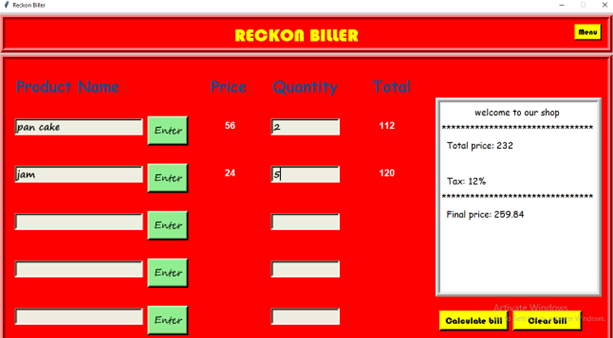 Reckon Biller
RECKON BILLER
Menu
Product Name Price Quantity Total
pan cake Enter 56 2 112
jam Enter 24 5 120
Enter
Enter
Enter
welcome to our shop
*******************************
Total price: 232
Tax: 12%
*******************************
Final price: 259.84
Activate Windows
Calculate bill Clear bill